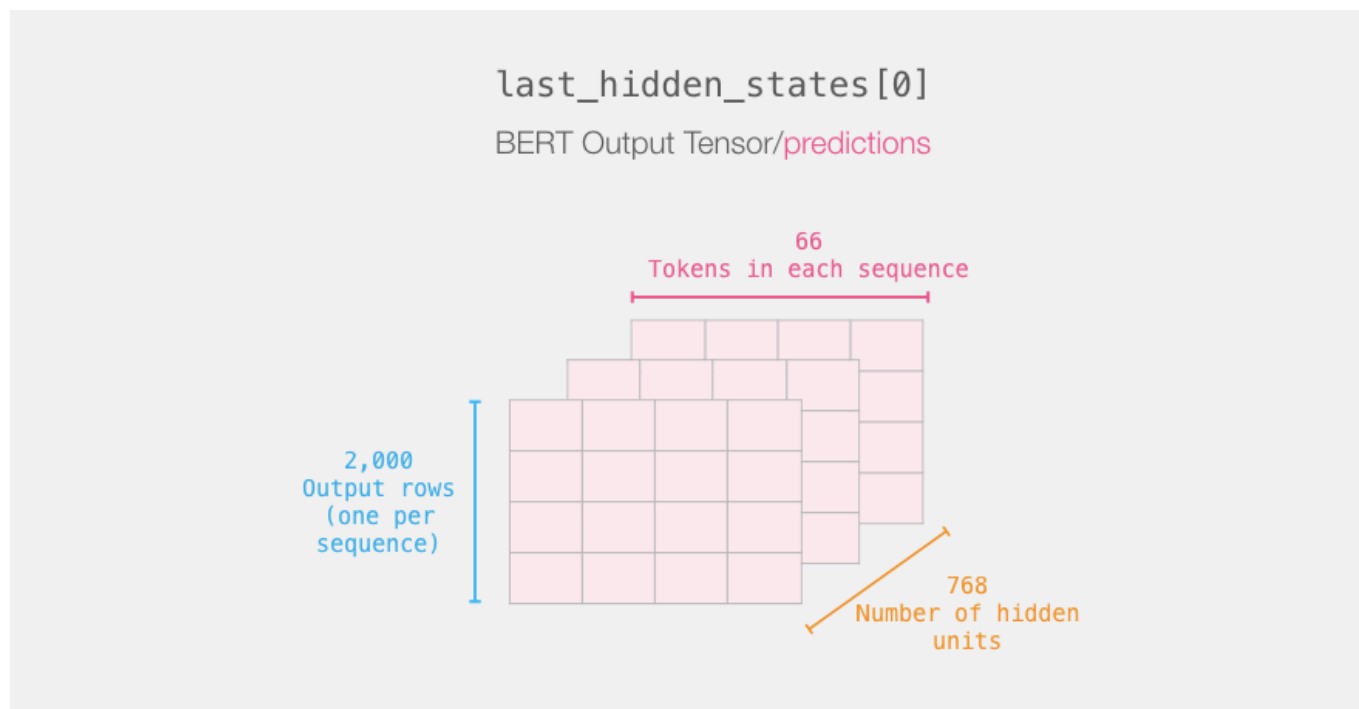 last_hidden_states[0]
BERT Output Tensor/predictions
66
Tokens in each sequence
2,000
Output rows
(one per
sequence)
768
Number of hidden
units